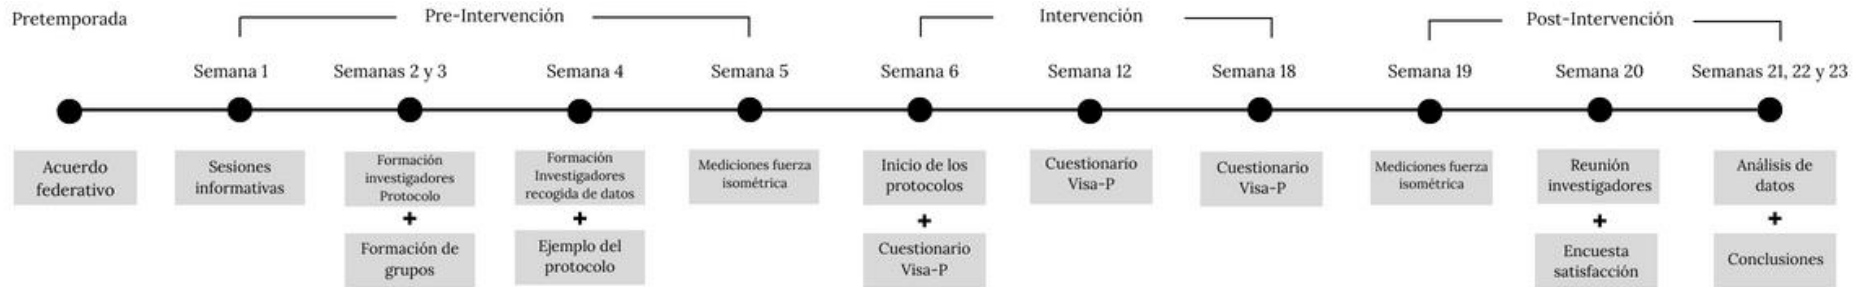 Pretemporada
Pre-Intervención
Intervención
Post-Intervención
Semana 1
Semanas 2 y 3
Semana 4
Semana 5
Semana 6
Semana 12
Semana 18
Semana 19
Semana 20
Semanas 21, 22 y 23
Acuerdo
federativo
Sesiones
informativas
Formación
investigadores
Protocolo
+
Formación de
grupos
Formación
Investigadores
recogida de datos
+
Ejemplo del
protocolo
Mediciones fuerza
isométrica
Inicio de los
protocolos
+
Cuestionario
Visa-P
Cuestionario
Visa-P
Cuestionario
Visa-P
Mediciones fuerza
isométrica
Reunión
investigadores
+
Encuesta
satisfacción
Análisis de
datos
+
Conclusiones